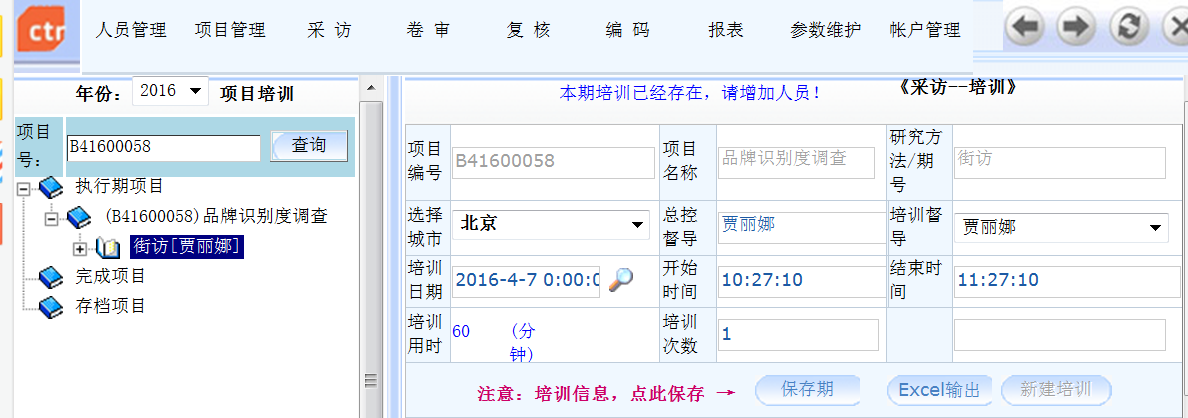 ctr 人员管理 项目管理 采 访 卷 审 复 核 编 码 报表 参数维护 帐户管理
年份： 2016 项目培训
项目号： B41600058 查询
执行期项目
(B41600058)品牌识别度调查
街访[贾丽娜]
完成项目
存档项目
本期培训已经存在，请增加人员！ 《采访--培训》
项目编号 B41600058 项目名称 品牌识别度调查 研究方法/期号 街访
选择城市 北京 总控督导 贾丽娜 培训督导 贾丽娜
培训日期 2016-4-7 0:00:0 开始时间 10:27:10 结束时间 11:27:10
培训用时 60 (分钟) 培训次数 1
注意：培训信息，点此保存 → 保存期 Excel输出 新建培训